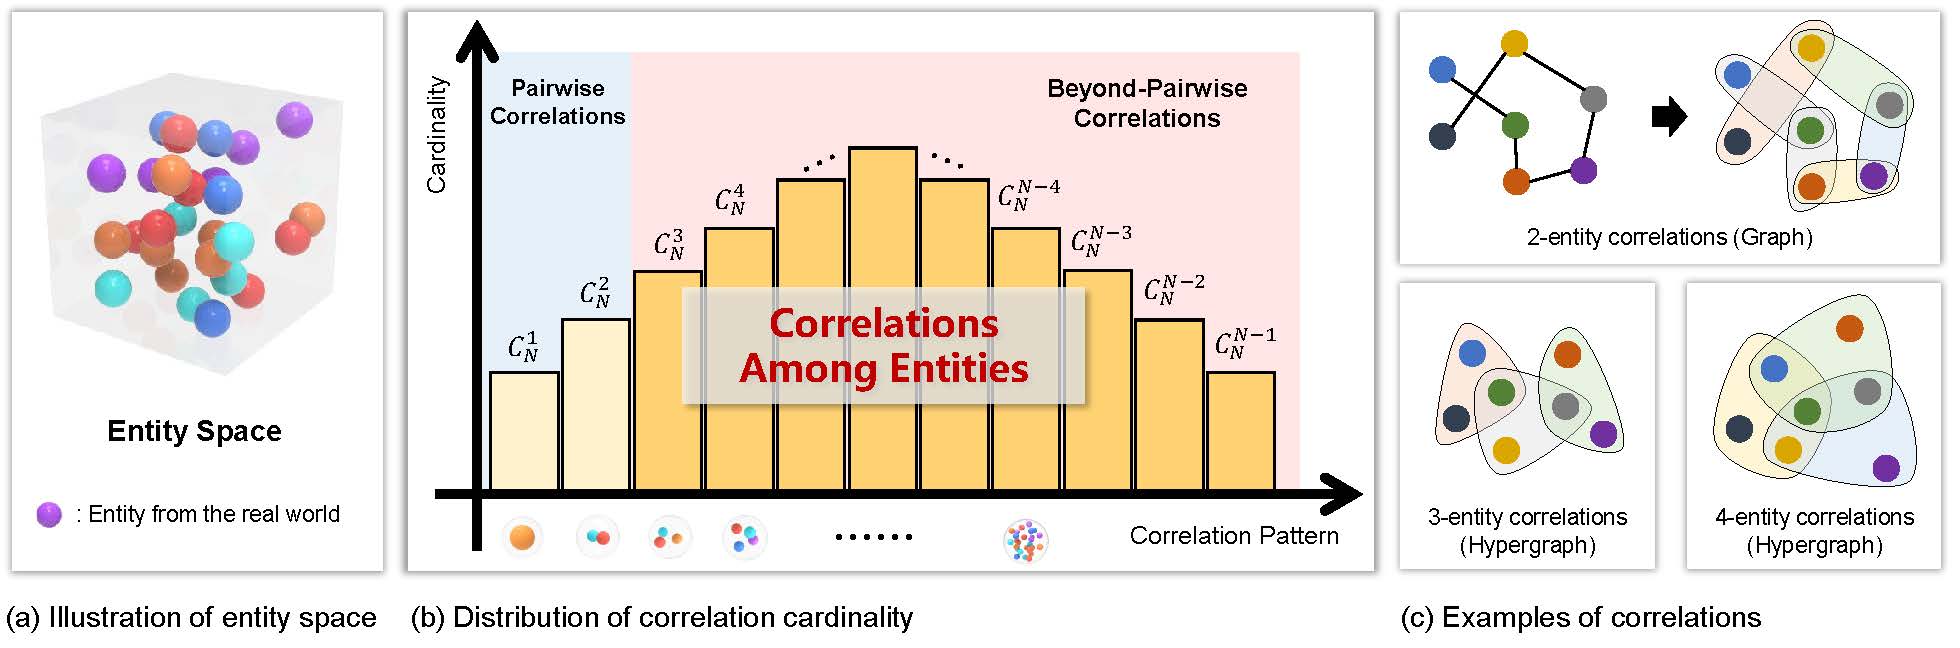 Entity Space
: Entity from the real world
(a) Illustration of entity space
Cardinality
Pairwise
Correlations
Beyond-Pairwise
Correlations
C_N^1
C_N^2
C_N^3
C_N^4
C_N^{N-4}
C_N^{N-3}
C_N^{N-2}
C_N^{N-1}
Correlations
Among Entities
Correlation Pattern
(b) Distribution of correlation cardinality
2-entity correlations (Graph)
3-entity correlations
(Hypergraph)
4-entity correlations
(Hypergraph)
(c) Examples of correlations